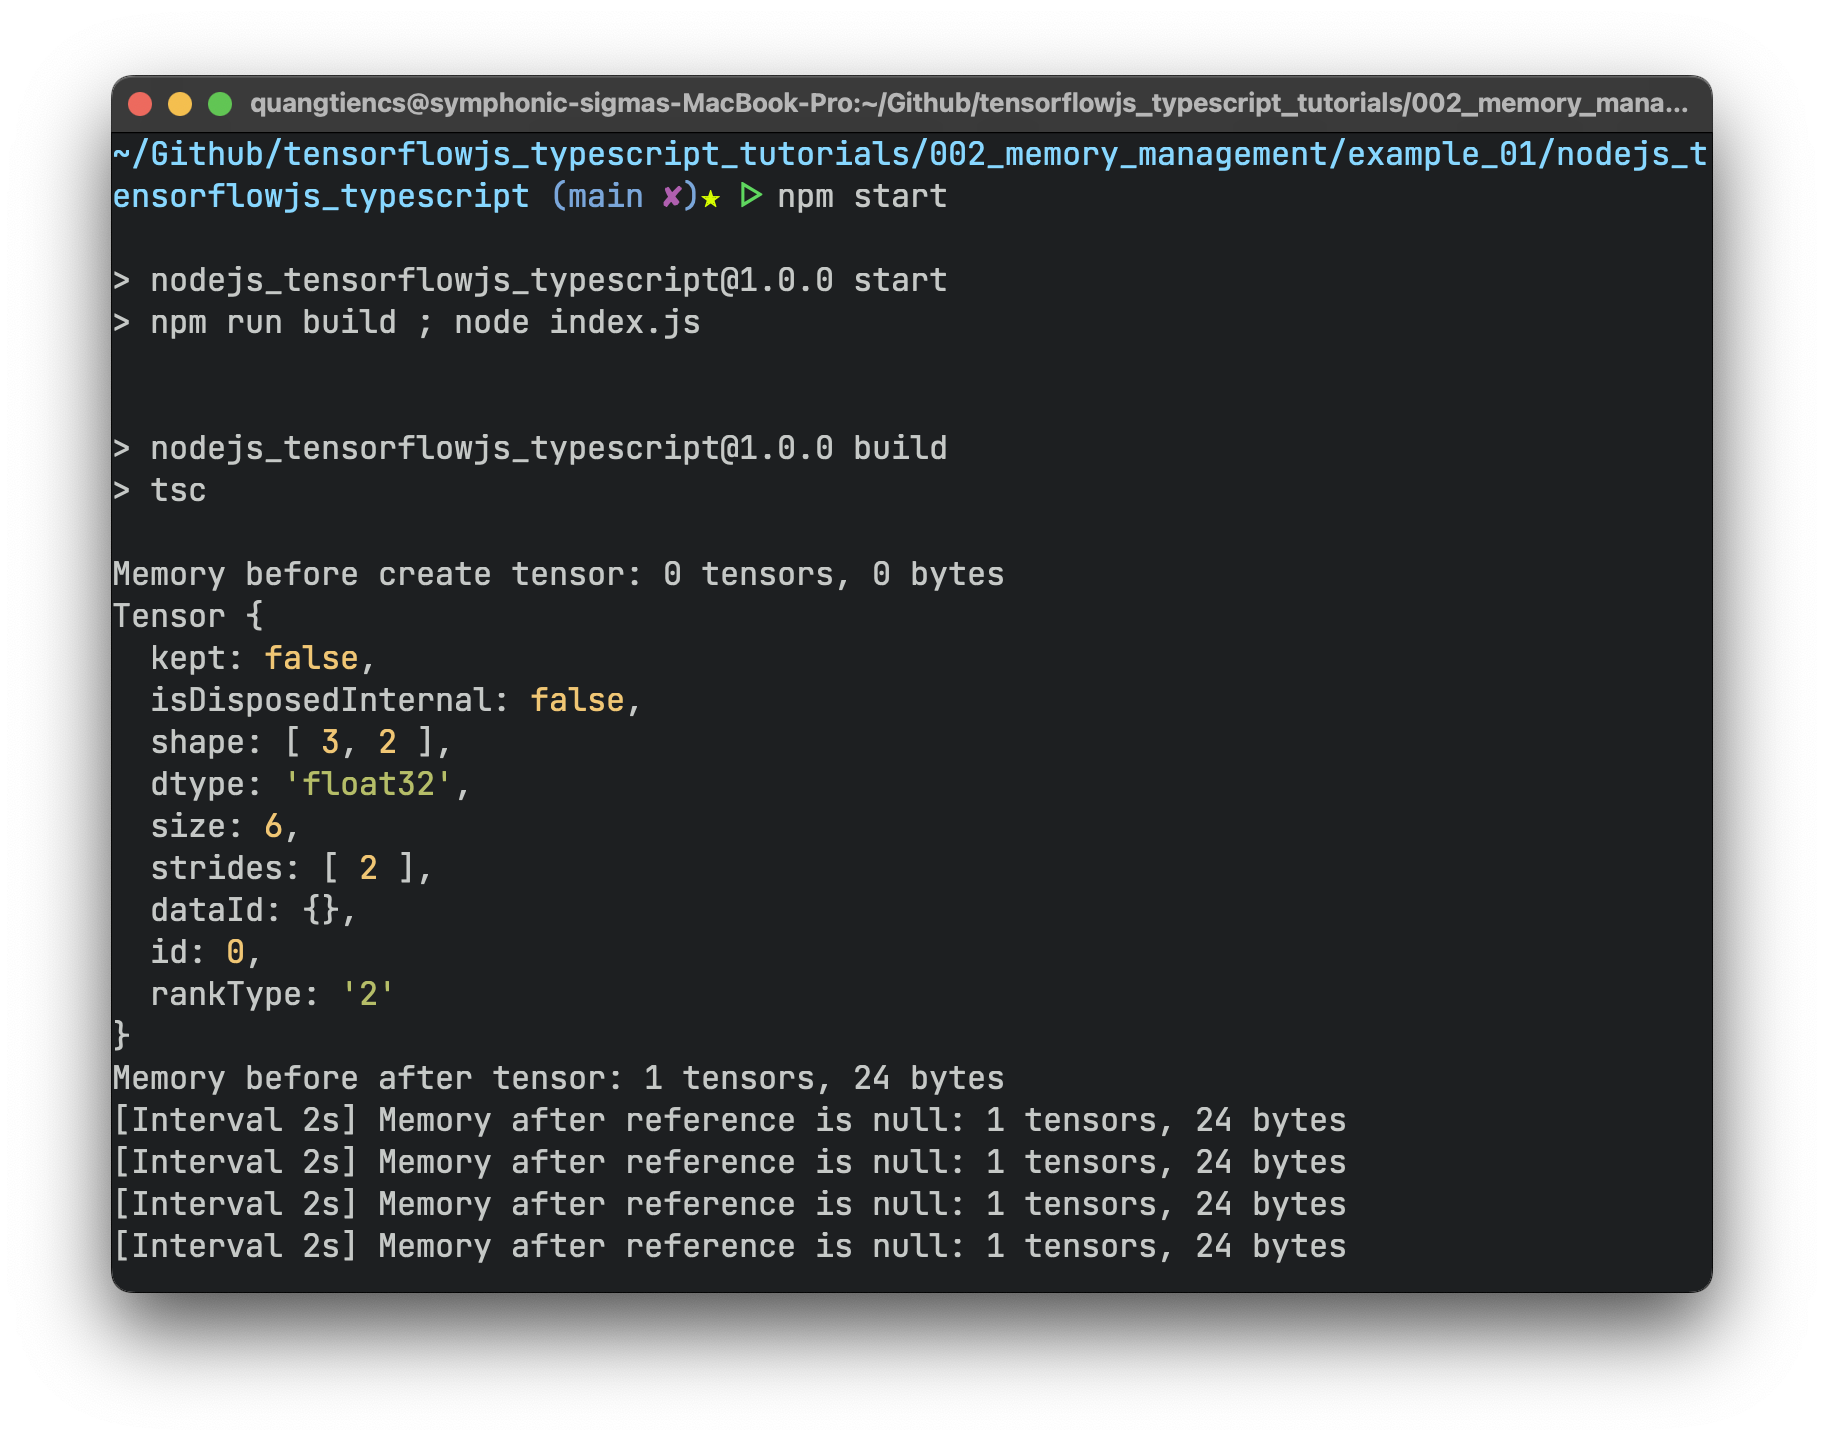 quangtiencs@symphonic-sigmas-MacBook-Pro:~/Github/tensorflowjs_typescript_tutorials/002_memory_mana...
~/Github/tensorflowjs_typescript_tutorials/002_memory_management/example_01/nodejs_t
ensorflowjs_typescript (main ✘)★ ▷ npm start
> nodejs_tensorflowjs_typescript@1.0.0 start
> npm run build ; node index.js
> nodejs_tensorflowjs_typescript@1.0.0 build
> tsc
Memory before create tensor: 0 tensors, 0 bytes
Tensor {
  kept: false,
  isDisposedInternal: false,
  shape: [ 3, 2 ],
  dtype: 'float32',
  size: 6,
  strides: [ 2 ],
  dataId: {},
  id: 0,
  rankType: '2'
}
Memory before after tensor: 1 tensors, 24 bytes
[Interval 2s] Memory after reference is null: 1 tensors, 24 bytes
[Interval 2s] Memory after reference is null: 1 tensors, 24 bytes
[Interval 2s] Memory after reference is null: 1 tensors, 24 bytes
[Interval 2s] Memory after reference is null: 1 tensors, 24 bytes